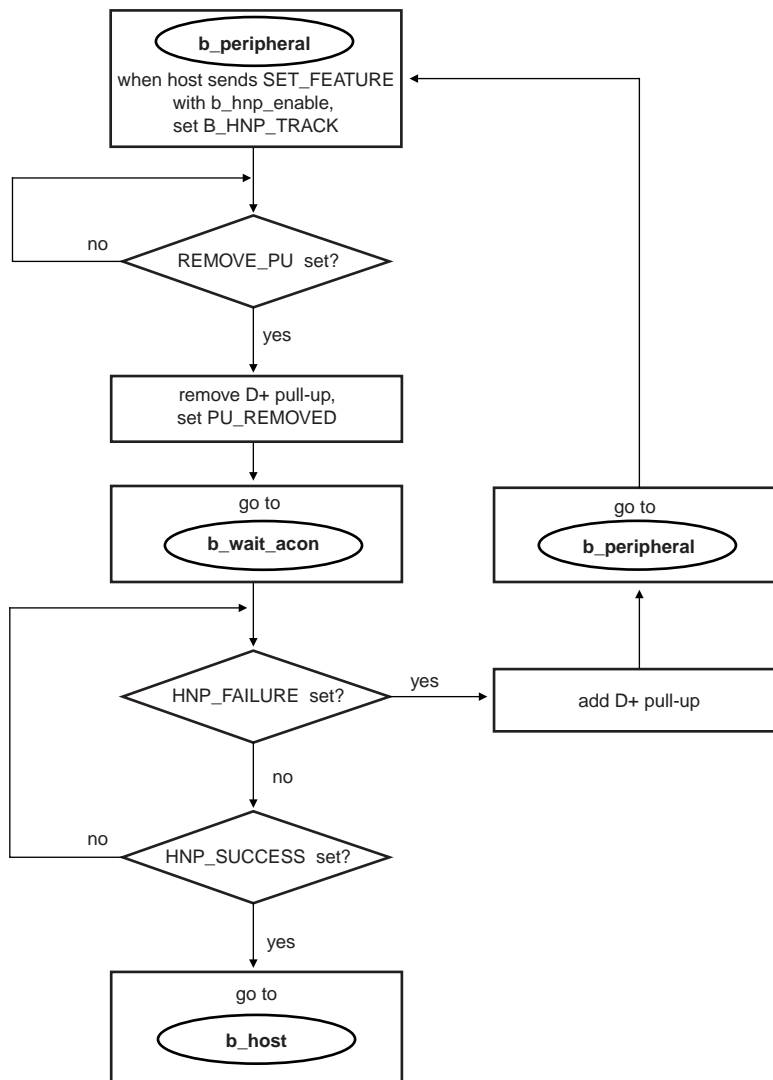 b_peripheral
when host sends SET_FEATURE
with b_hnp_enable,
set B_HNP_TRACK
no
REMOVE_PU set?
yes
remove D+ pull-up,
set PU_REMOVED
go to
b_wait_acon
go to
b_peripheral
HNP_FAILURE set?
yes
add D+ pull-up
no
no
HNP_SUCCESS set?
yes
go to
b_host